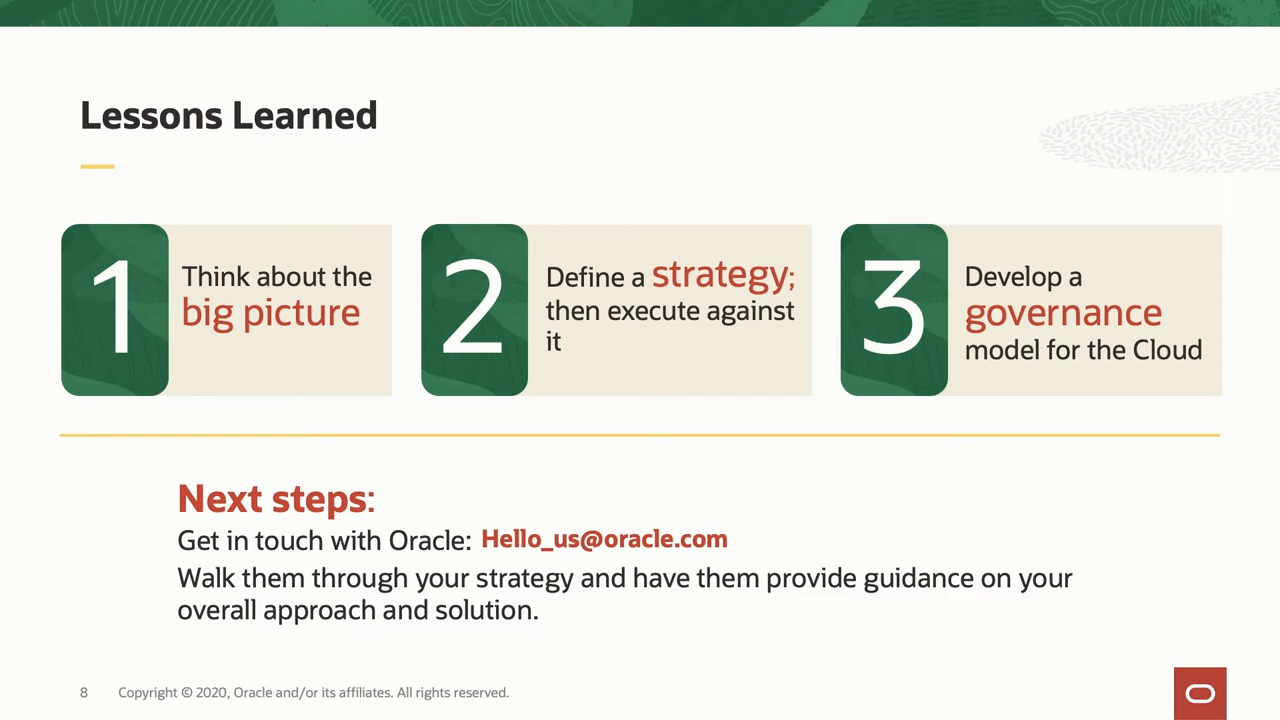 Lessons Learned
1
Think about the
big picture
2
Define a strategy;
then execute against
it
3
Develop a
governance
model for the Cloud
Next steps:
Get in touch with Oracle: Hello_us@oracle.com
Walk them through your strategy and have them provide guidance on your
overall approach and solution.
8 Copyright © 2020, Oracle and/or its affiliates. All rights reserved.